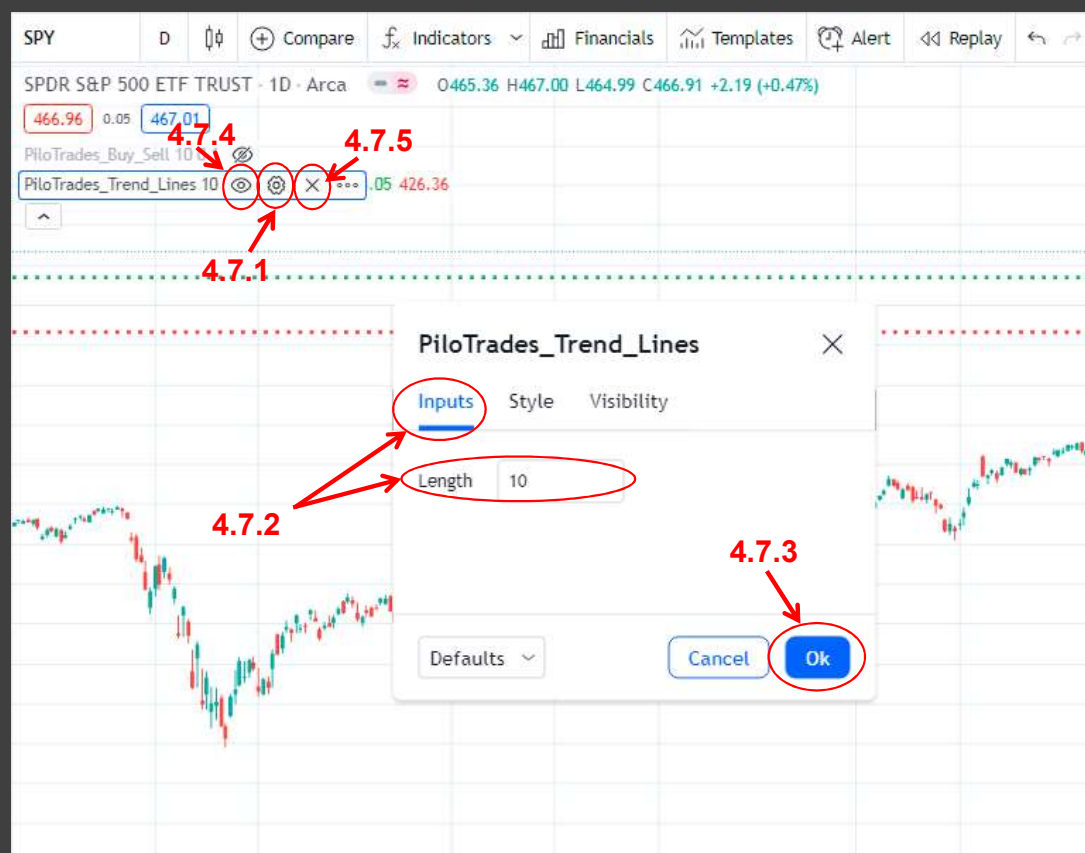 SPY D Compare Indicators Financials Templates Alert Replay
SPDR S&P 500 ETF TRUST · 1D · Arca O465.36 H467.00 L464.99 C466.91 +2.19 (+0.47%)
466.96 0.05 467.01
4.7.4
4.7.5
PiloTrades_Buy_Sell 10
PiloTrades_Trend_Lines 10 .05 426.36
4.7.1
PiloTrades_Trend_Lines
Inputs Style Visibility
Length 10
4.7.2
4.7.3
Defaults Cancel Ok